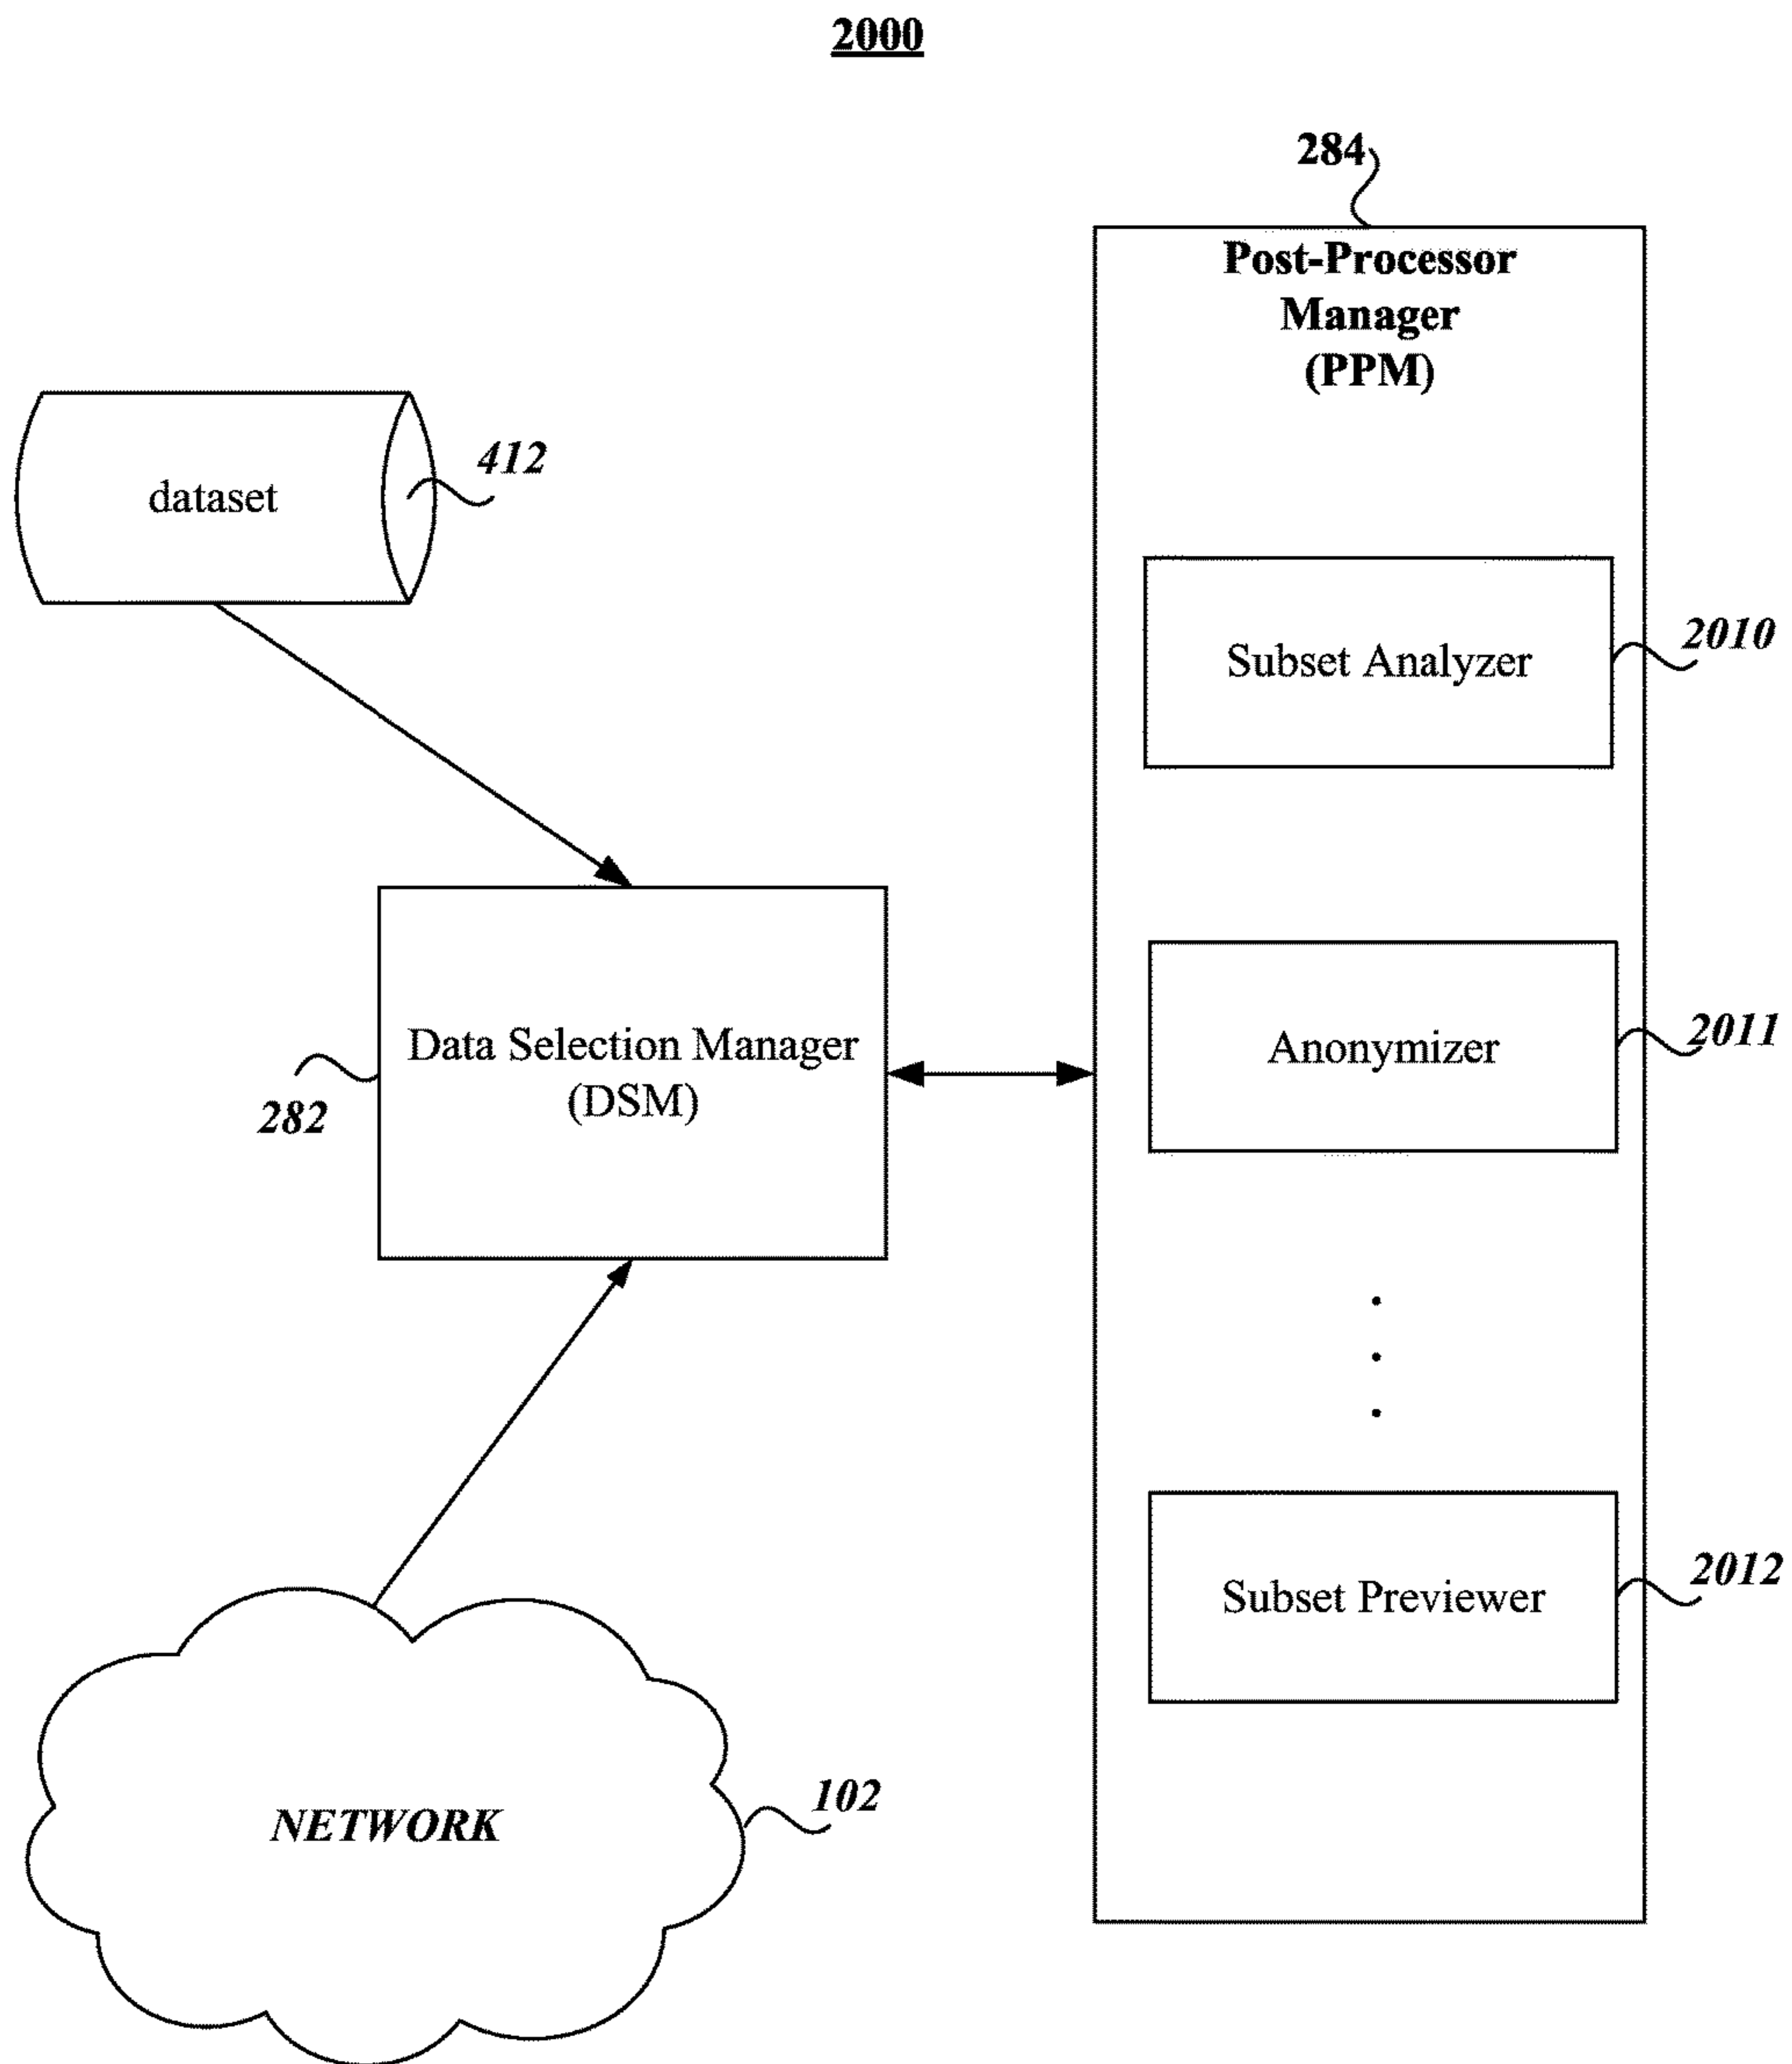 2000
284
Post-Processor
Manager
(PPM)
dataset
412
Subset Analyzer
2010
Data Selection Manager
(DSM)
282
Anonymizer
2011
.
.
.
Subset Previewer
2012
NETWORK
102